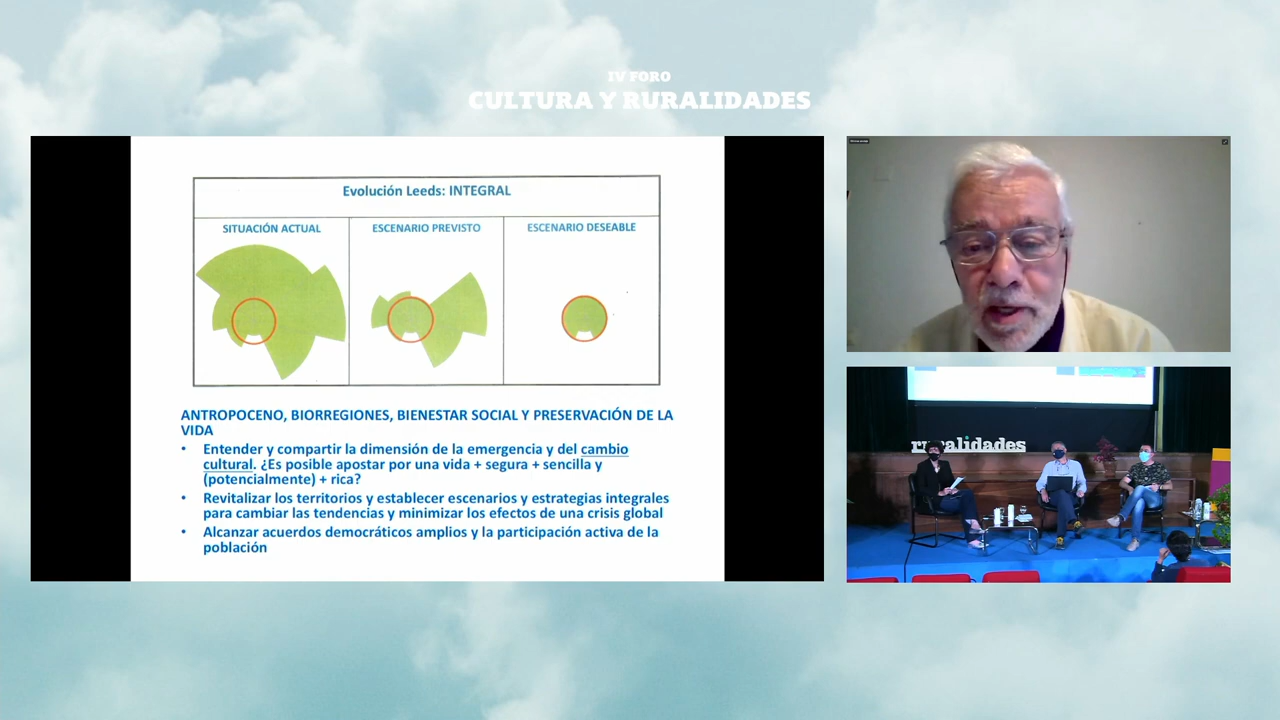 IV FORO
CULTURA Y RURALIDADES
Evolución Leeds: INTEGRAL
SITUACIÓN ACTUAL
ESCENARIO PREVISTO
ESCENARIO DESEABLE
ANTROPOCENO, BIORREGIONES, BIENESTAR SOCIAL Y PRESERVACIÓN DE LA
VIDA
• Entender y compartir la dimensión de la emergencia y del cambio
cultural. ¿Es posible apostar por una vida + segura + sencilla y
(potencialmente) + rica?
• Revitalizar los territorios y establecer escenarios y estrategias integrales
para cambiar las tendencias y minimizar los efectos de una crisis global
• Alcanzar acuerdos democráticos amplios y la participación activa de la
población
ruralidades